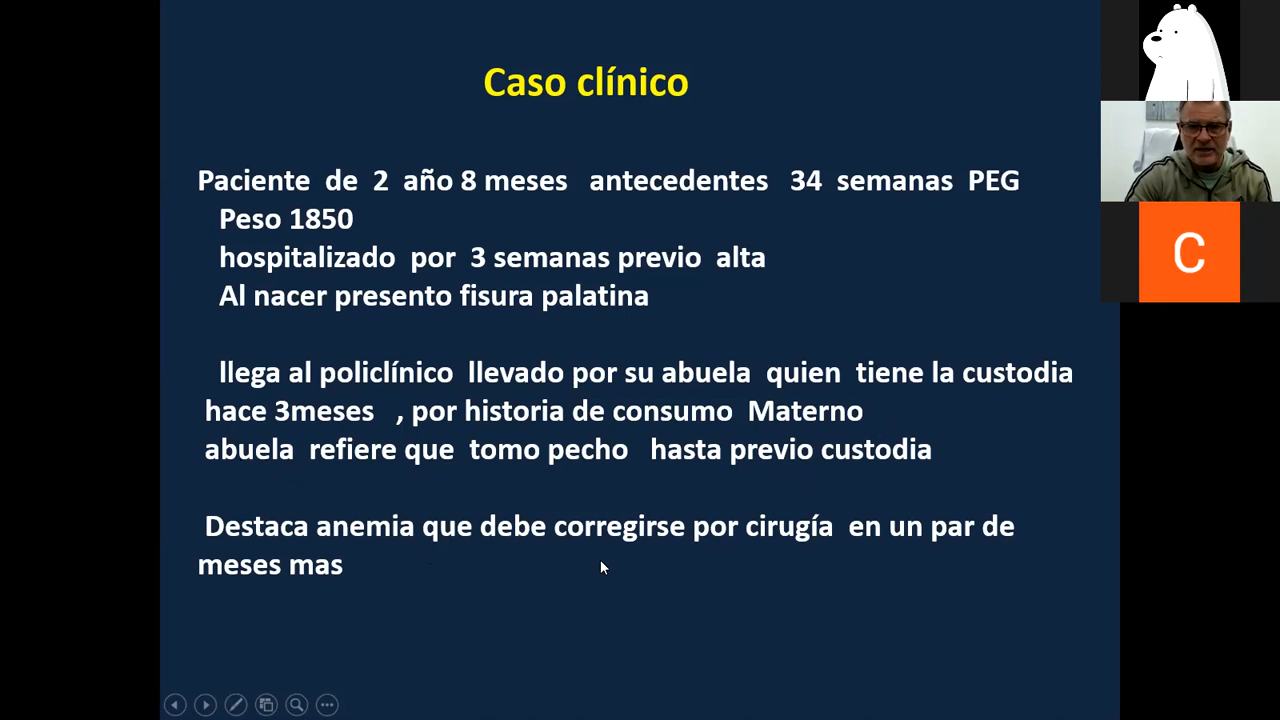 Caso clínico
Paciente de 2 año 8 meses antecedentes 34 semanas PEG
Peso 1850
hospitalizado por 3 semanas previo alta
Al nacer presento fisura palatina
llega al policlínico llevado por su abuela quien tiene la custodia
hace 3meses , por historia de consumo Materno
abuela refiere que tomo pecho hasta previo custodia
Destaca anemia que debe corregirse por cirugía en un par de
meses mas
C